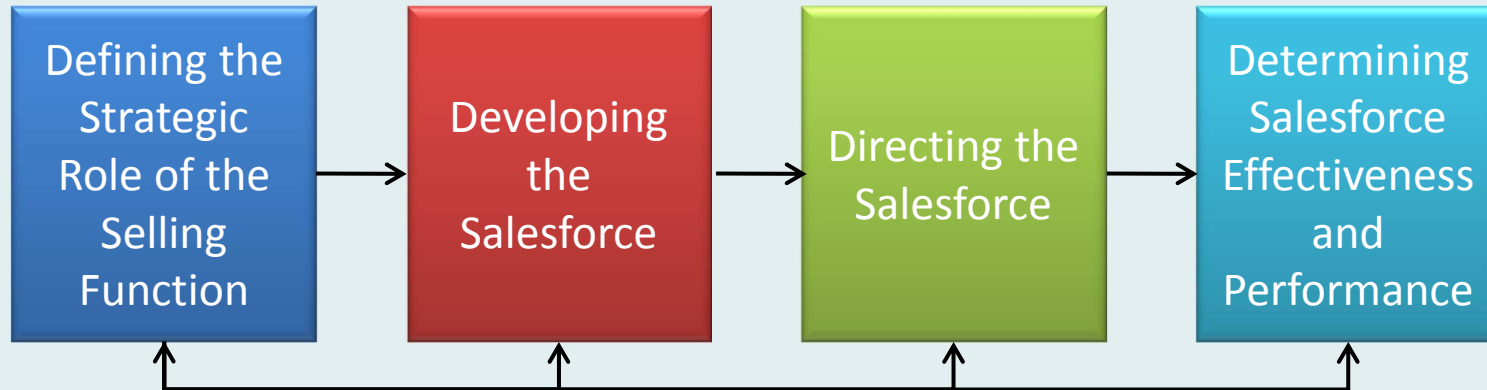 Defining the
Strategic
Role of the
Selling
Function
Developing
the
Salesforce
Directing the
Salesforce
Determining
Salesforce
Effectiveness
and
Performance